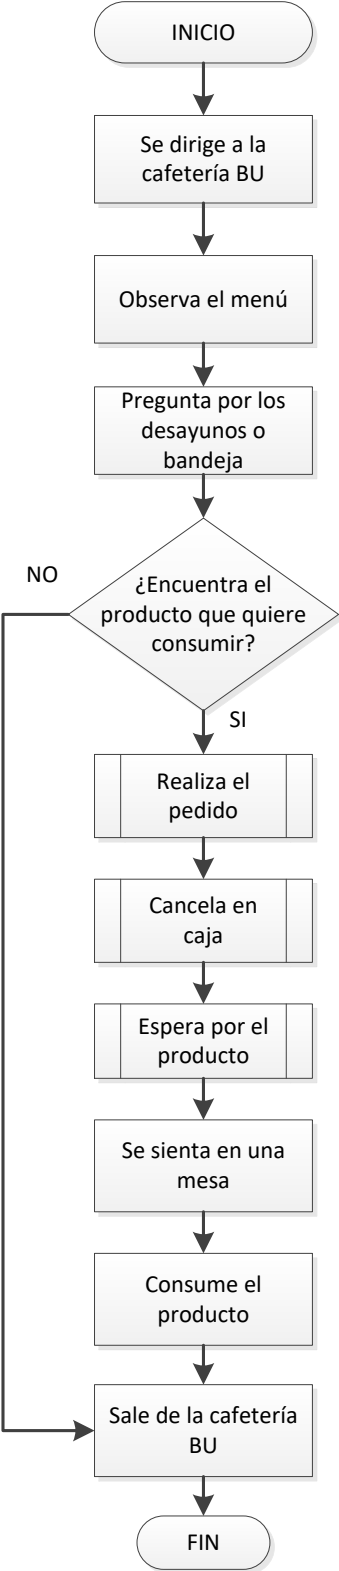 INICIO
Se dirige a la
cafetería BU
Observa el menú
Pregunta por los
desayunos o
bandeja
NO
¿Encuentra el
producto que quiere
consumir?
SI
Realiza el
pedido
Cancela en
caja
Espera por el
producto
Se sienta en una
mesa
Consume el
producto
Sale de la cafetería
BU
FIN